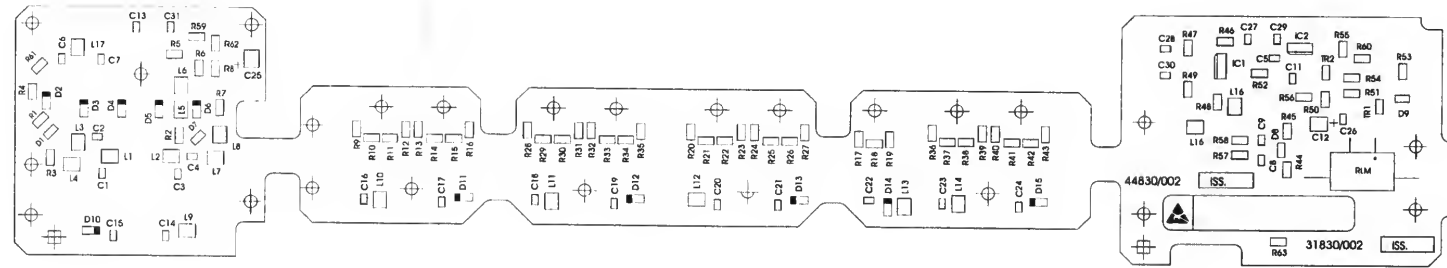 C13 C31 R59
C6 L17 C7 R5 R62
R6 R8 + C25
R61 L6
R4 D2 D3 D4 D5 L5 D6 R7
R1 D1 C2 R2 D7
L3 L1 L2 C4 L7 L8
R3 L4 C1 C3
D10 C15 C14 L9
R9 R10 R11 R12 R13 R14 R15 R16
C16 L10 C17 D11
R28 R29 R30 R31 R32 R33 R34 R35
C18 L11 C19 D12
R20 R21 R22 R23 R24 R25 R26 R27
L12 C20 C21 D13
R17 R18 R19
C22 D14 L13
R36 R37 R38 R39 R40 R41 R42 R43
C23 L14 C24 D15
C28 R47 R46 C27 C29 IC2 R55
C30 IC1 C5 TR2 R60 R53
R49 R52 C11 R54
R48 L16 R56 R50 R51 TR1 D9
L16 R58 C9 D8 R45 C12 + C26
R57 C8 R44 RLM
44830/002 ISS.
R63 31830/002 ISS.